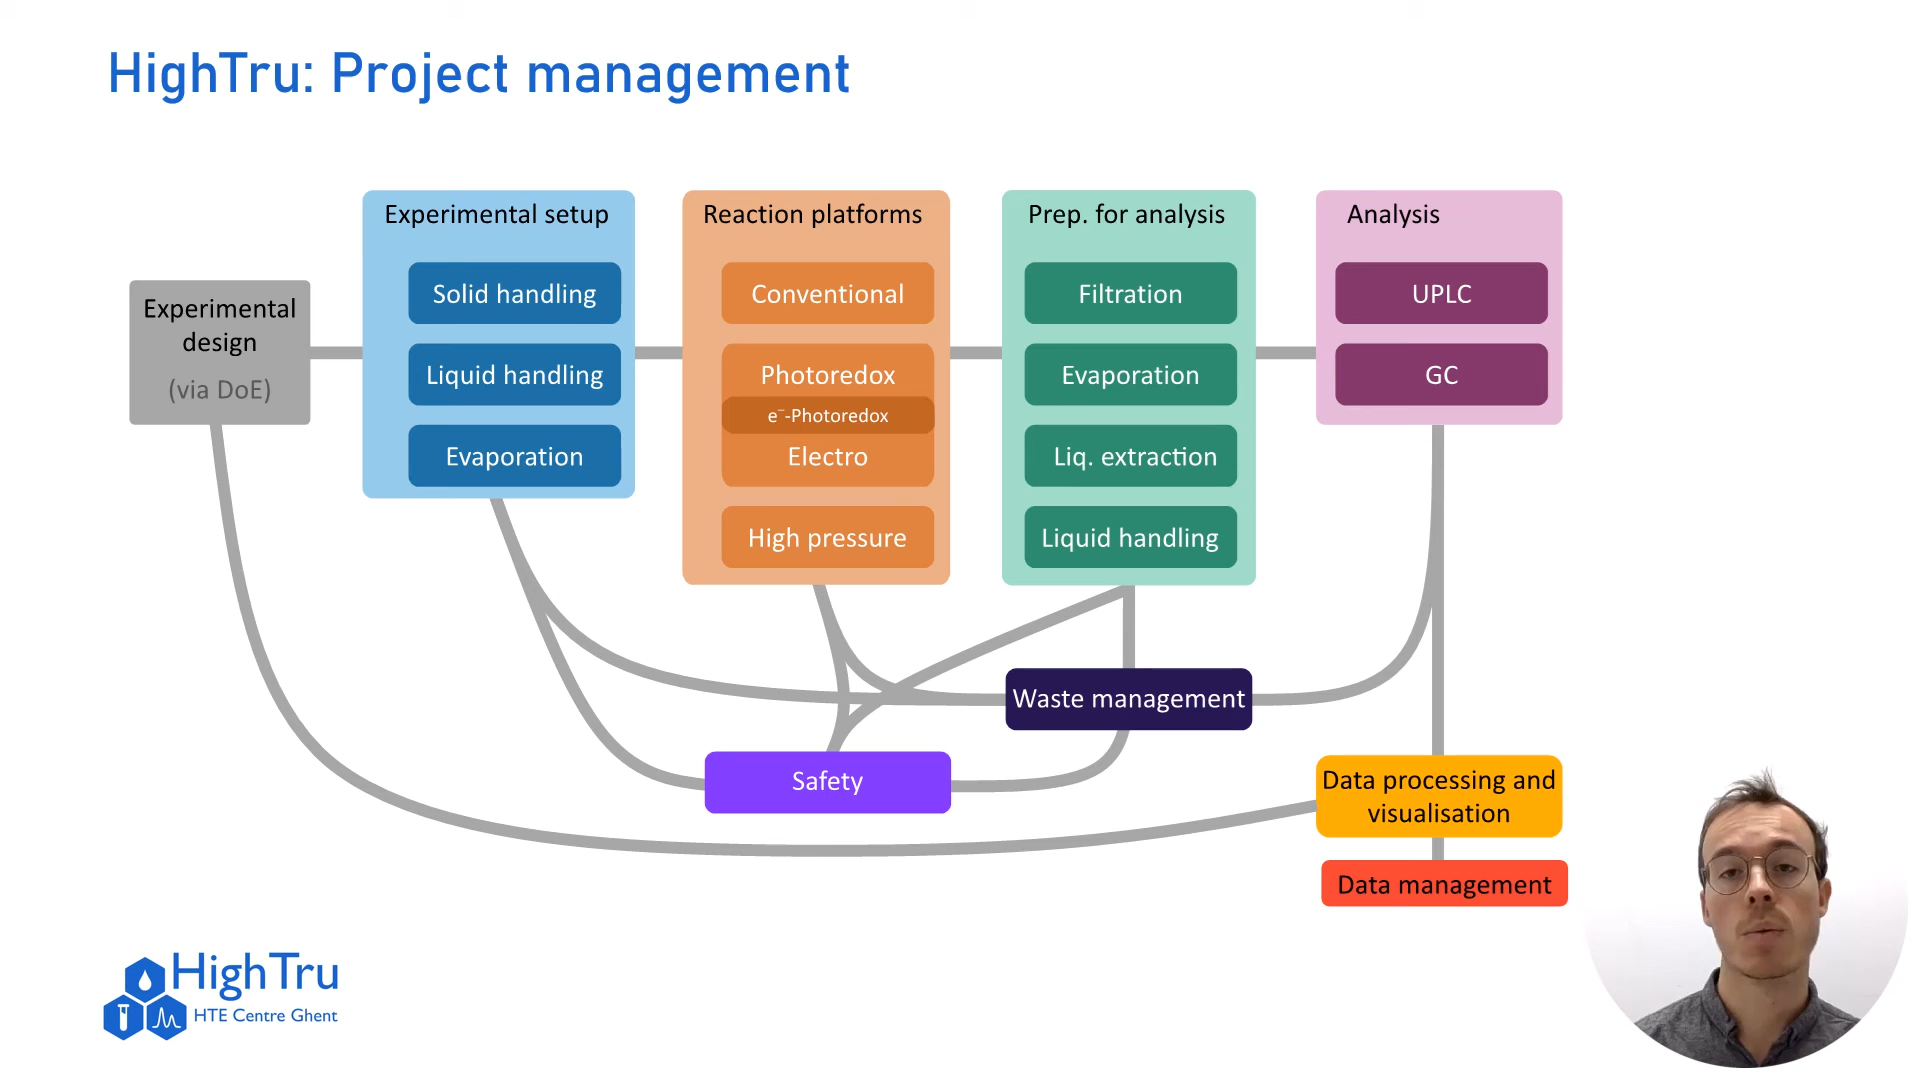 HighTru: Project management
Experimental
design
(via DoE)
Experimental setup
Solid handling
Liquid handling
Evaporation
Reaction platforms
Conventional
Photoredox
e⁻-Photoredox
Electro
High pressure
Prep. for analysis
Filtration
Evaporation
Liq. extraction
Liquid handling
Analysis
UPLC
GC
Waste management
Safety
Data processing and
visualisation
Data management
HighTru
HTE Centre Ghent